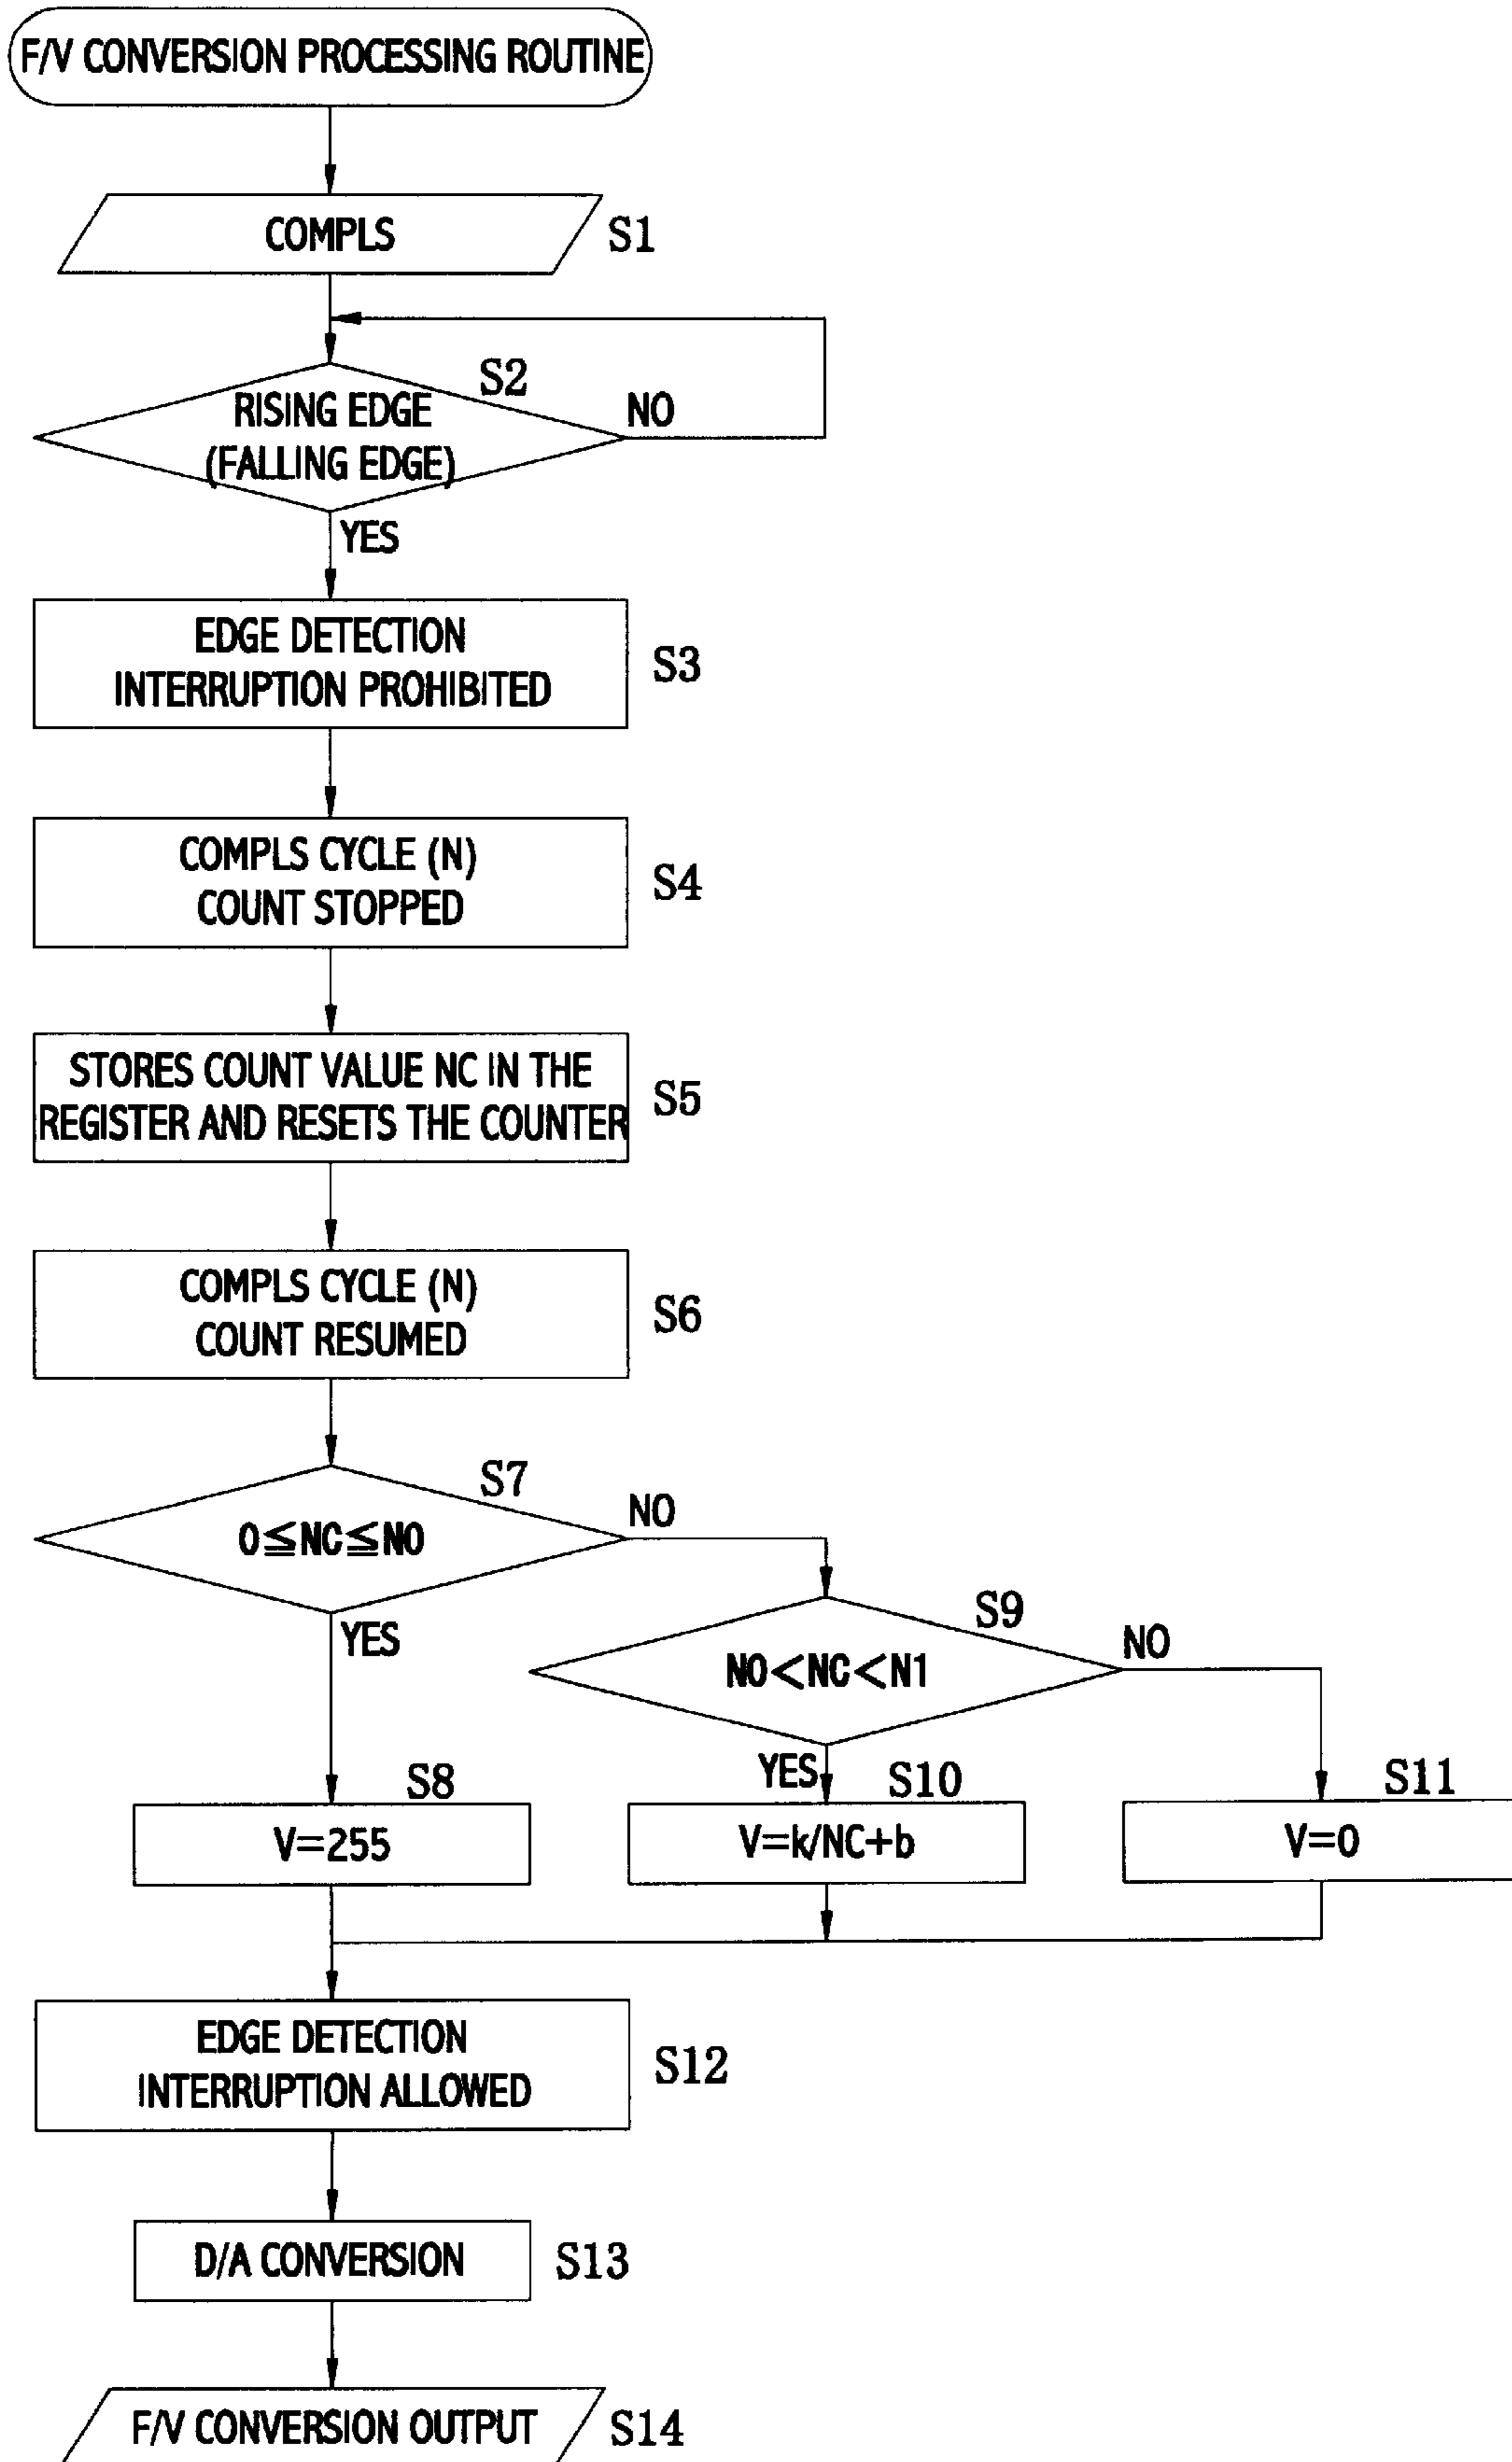 F/V CONVERSION PROCESSING ROUTINE
COMPLS
S1
S2
RISING EDGE
(FALLING EDGE)
NO
YES
EDGE DETECTION
INTERRUPTION PROHIBITED
S3
COMPLS CYCLE (N)
COUNT STOPPED
S4
STORES COUNT VALUE NC IN THE
REGISTER AND RESETS THE COUNTER
S5
COMPLS CYCLE (N)
COUNT RESUMED
S6
S7
0≦NC≦N0
NO
YES
S9
N0<NC<N1
NO
YES
S8
V=255
S10
V=k/NC+b
S11
V=0
EDGE DETECTION
INTERRUPTION ALLOWED
S12
D/A CONVERSION
S13
F/V CONVERSION OUTPUT
S14